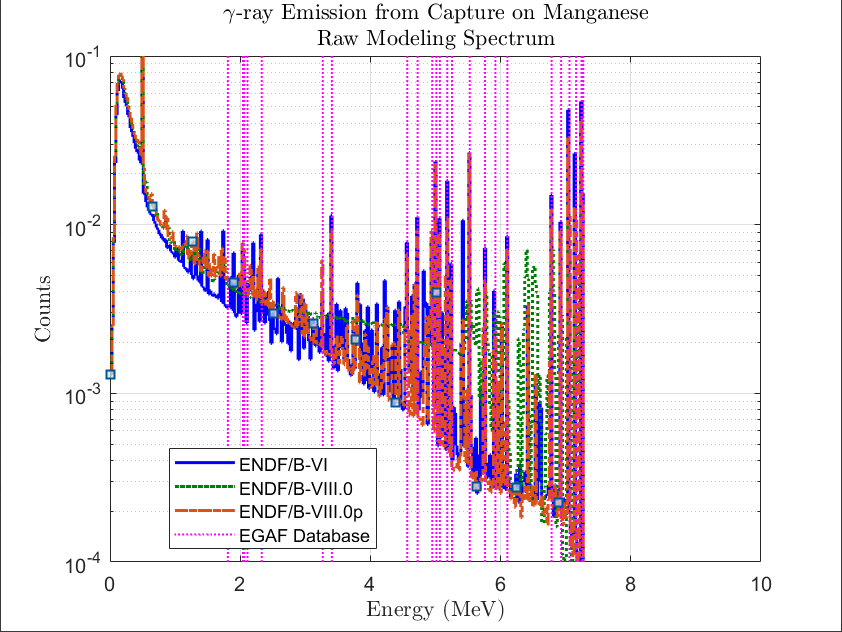 γ-ray Emission from Capture on Manganese
Raw Modeling Spectrum
10^-1
10^-2
10^-3
10^-4
Counts
ENDF/B-VI
ENDF/B-VIII.0
ENDF/B-VIII.0p
EGAF Database
0 2 4 6 8 10
Energy (MeV)